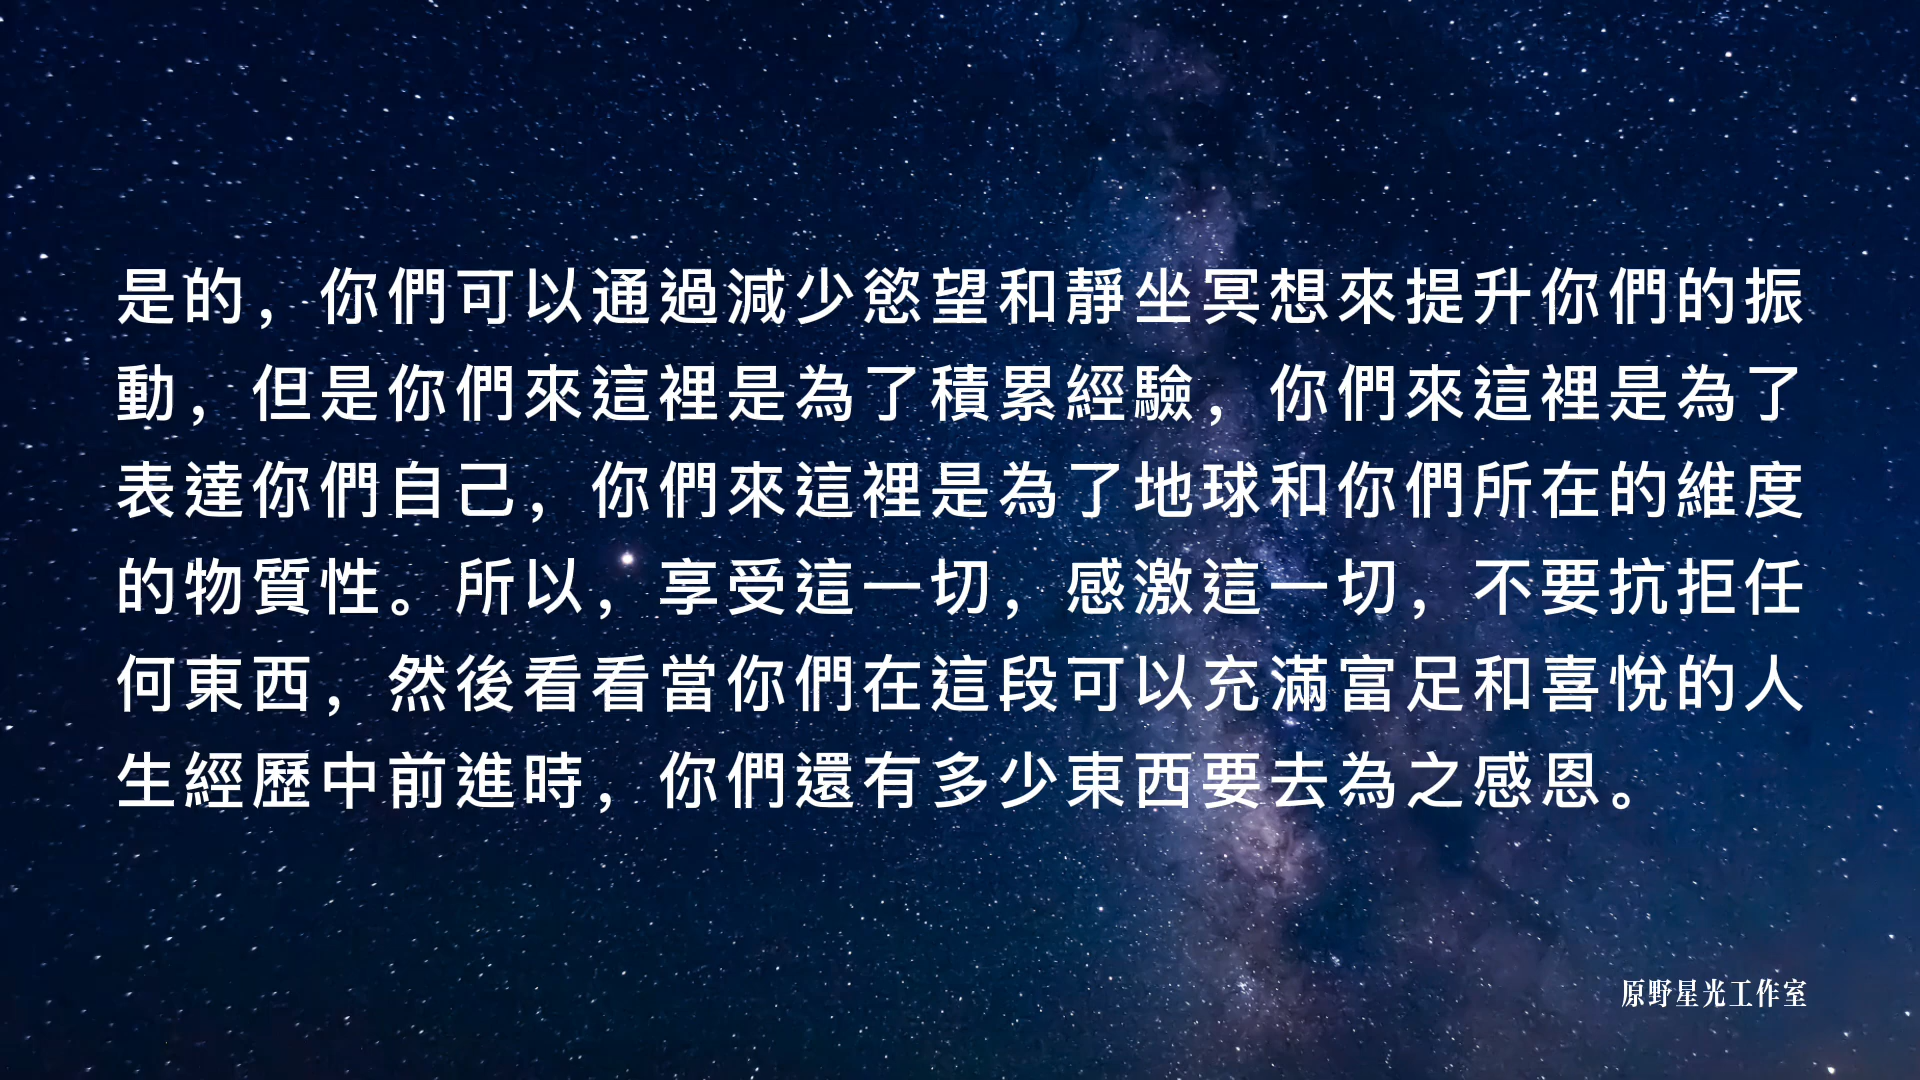 是的，你們可以通過減少慾望和靜坐冥想來提升你們的振
動，但是你們來這裡是為了積累經驗，你們來這裡是為了
表達你們自己，你們來這裡是為了地球和你們所在的維度
的物質性。所以，享受這一切，感激這一切，不要抗拒任
何東西，然後看看當你們在這段可以充滿富足和喜悅的人
生經歷中前進時，你們還有多少東西要去為之感恩。
原野星光工作室